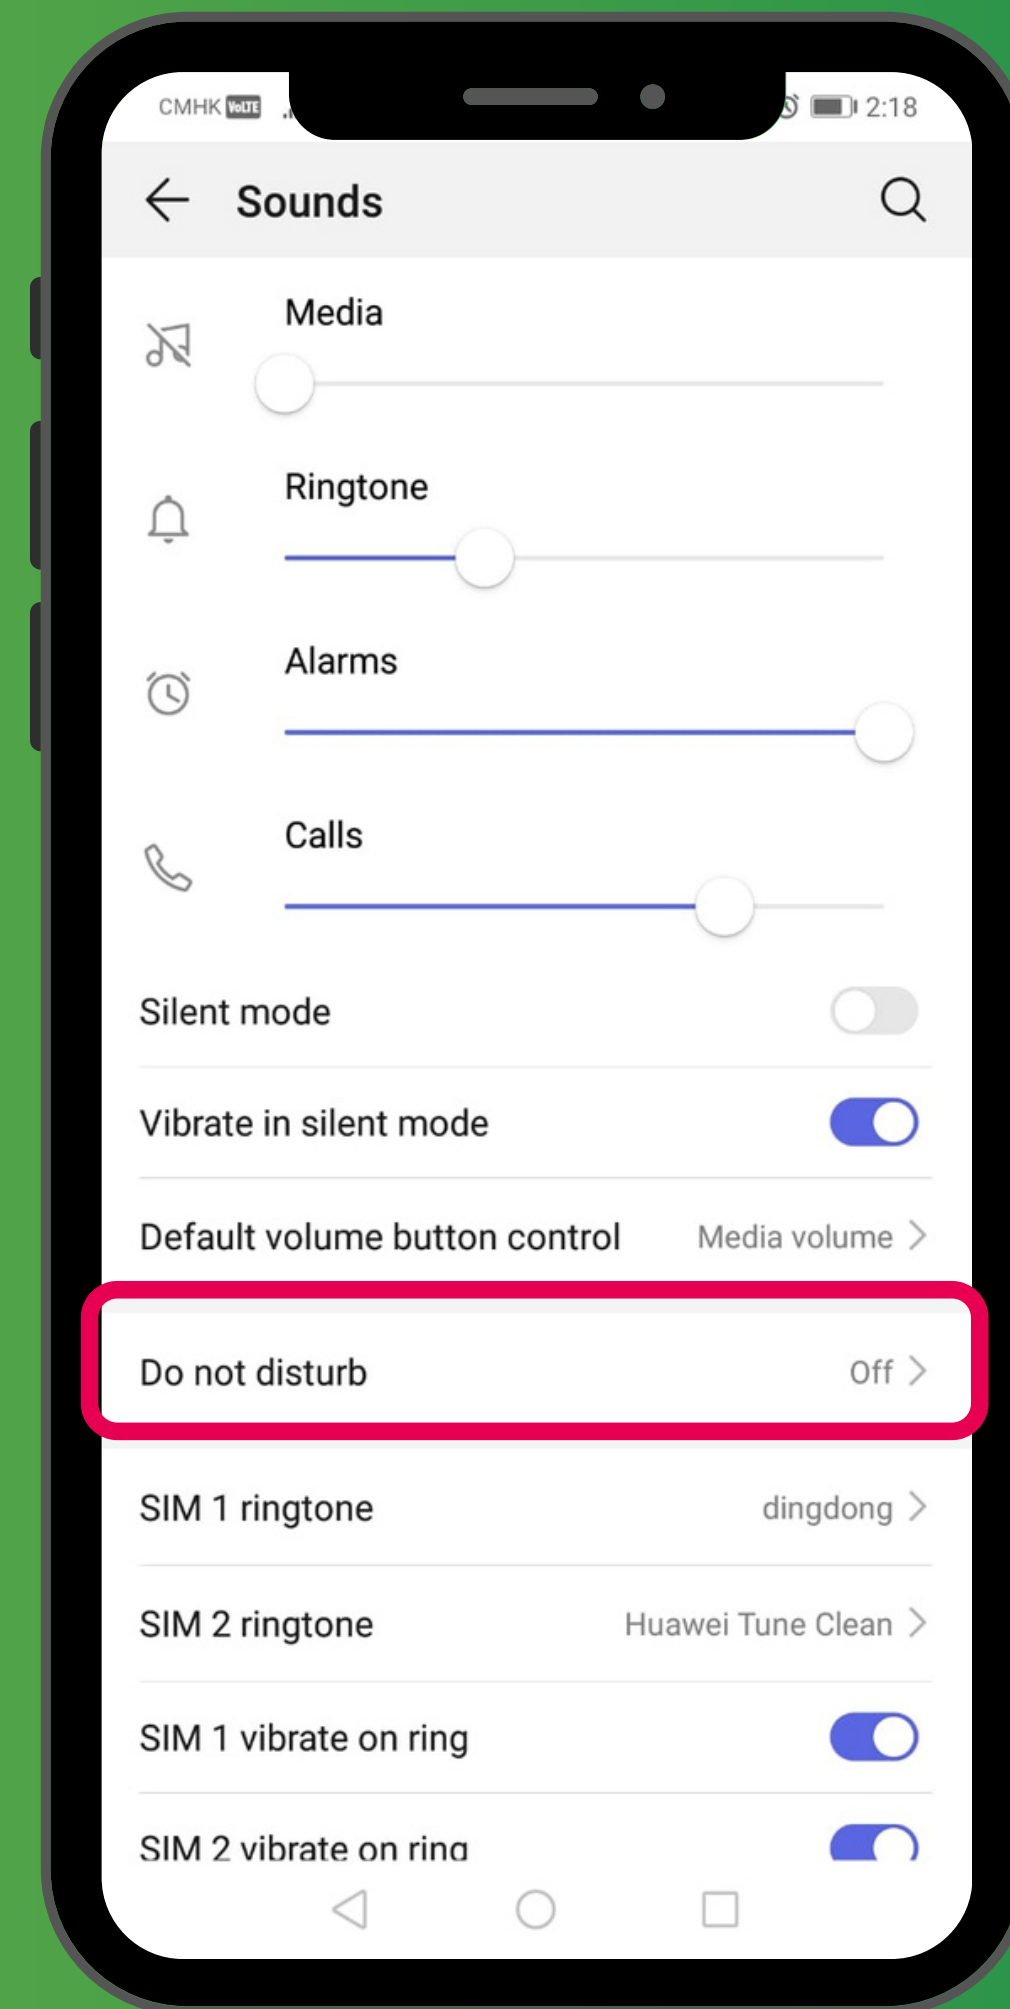 CMHK VoLTE 2:18
Sounds
Media
Ringtone
Alarms
Calls
Silent mode
Vibrate in silent mode
Default volume button control Media volume
Do not disturb Off
SIM 1 ringtone dingdong
SIM 2 ringtone Huawei Tune Clean
SIM 1 vibrate on ring
SIM 2 vibrate on ring